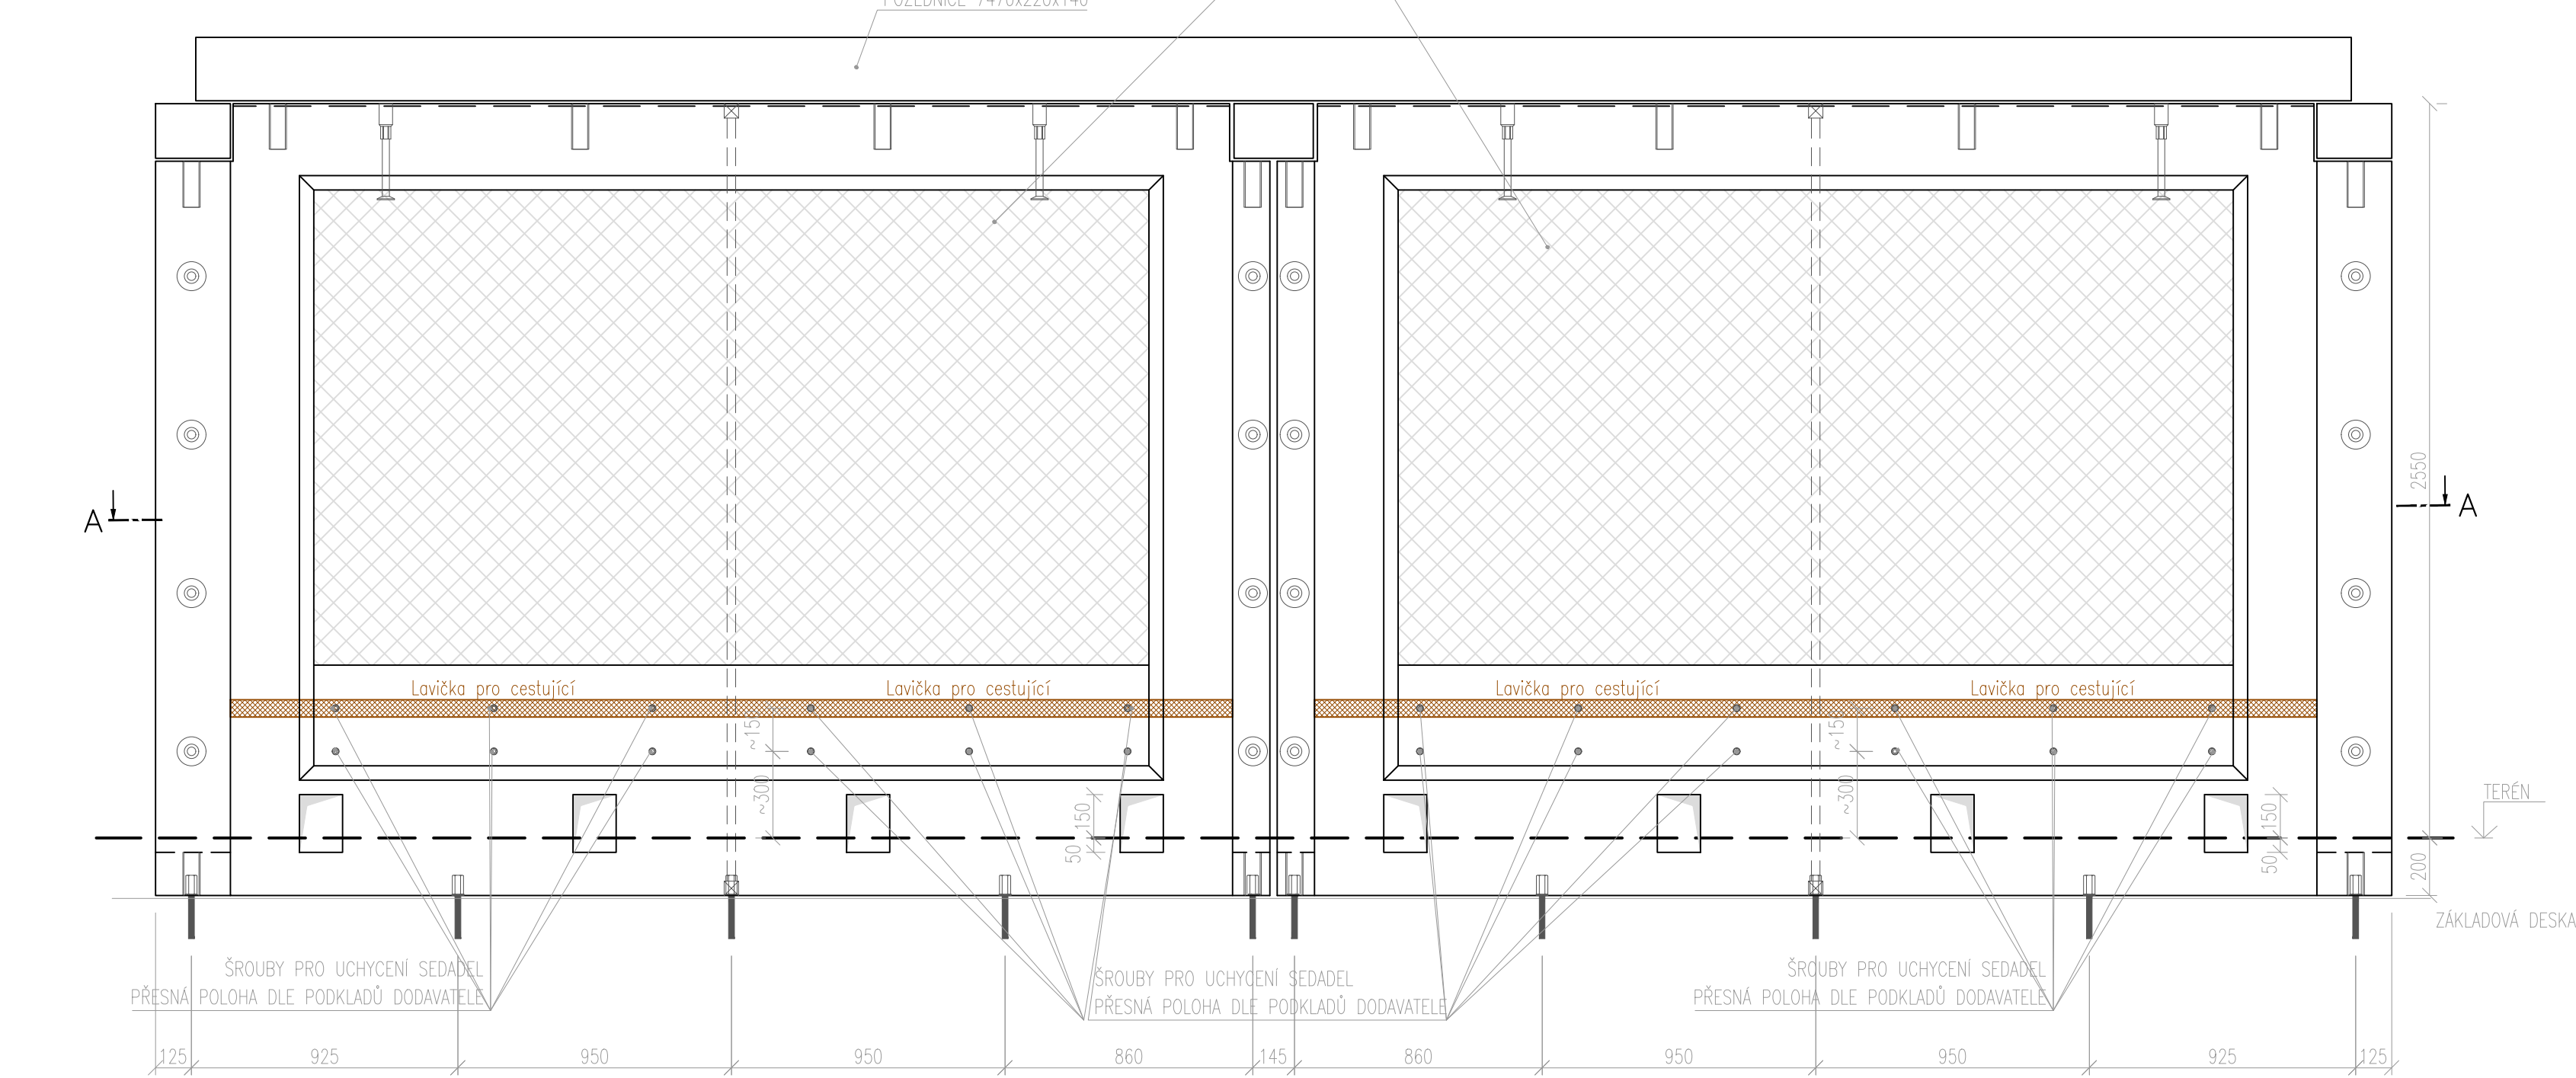 POZEDNICE 7470x220x140
2550
A
A
Lavička pro cestující
Lavička pro cestující
Lavička pro cestující
Lavička pro cestující
~15
~15
~300
~300
150
150
50
50
TERÉN
200
ZÁKLADOVÁ DESKA
ŠROUBY PRO UCHYCENÍ SEDADEL
PŘESNÁ POLOHA DLE PODKLADŮ DODAVATELE
ŠROUBY PRO UCHYCENÍ SEDADEL
PŘESNÁ POLOHA DLE PODKLADŮ DODAVATELE
ŠROUBY PRO UCHYCENÍ SEDADEL
PŘESNÁ POLOHA DLE PODKLADŮ DODAVATELE
125 925 950 950 860 145 860 950 950 925 125